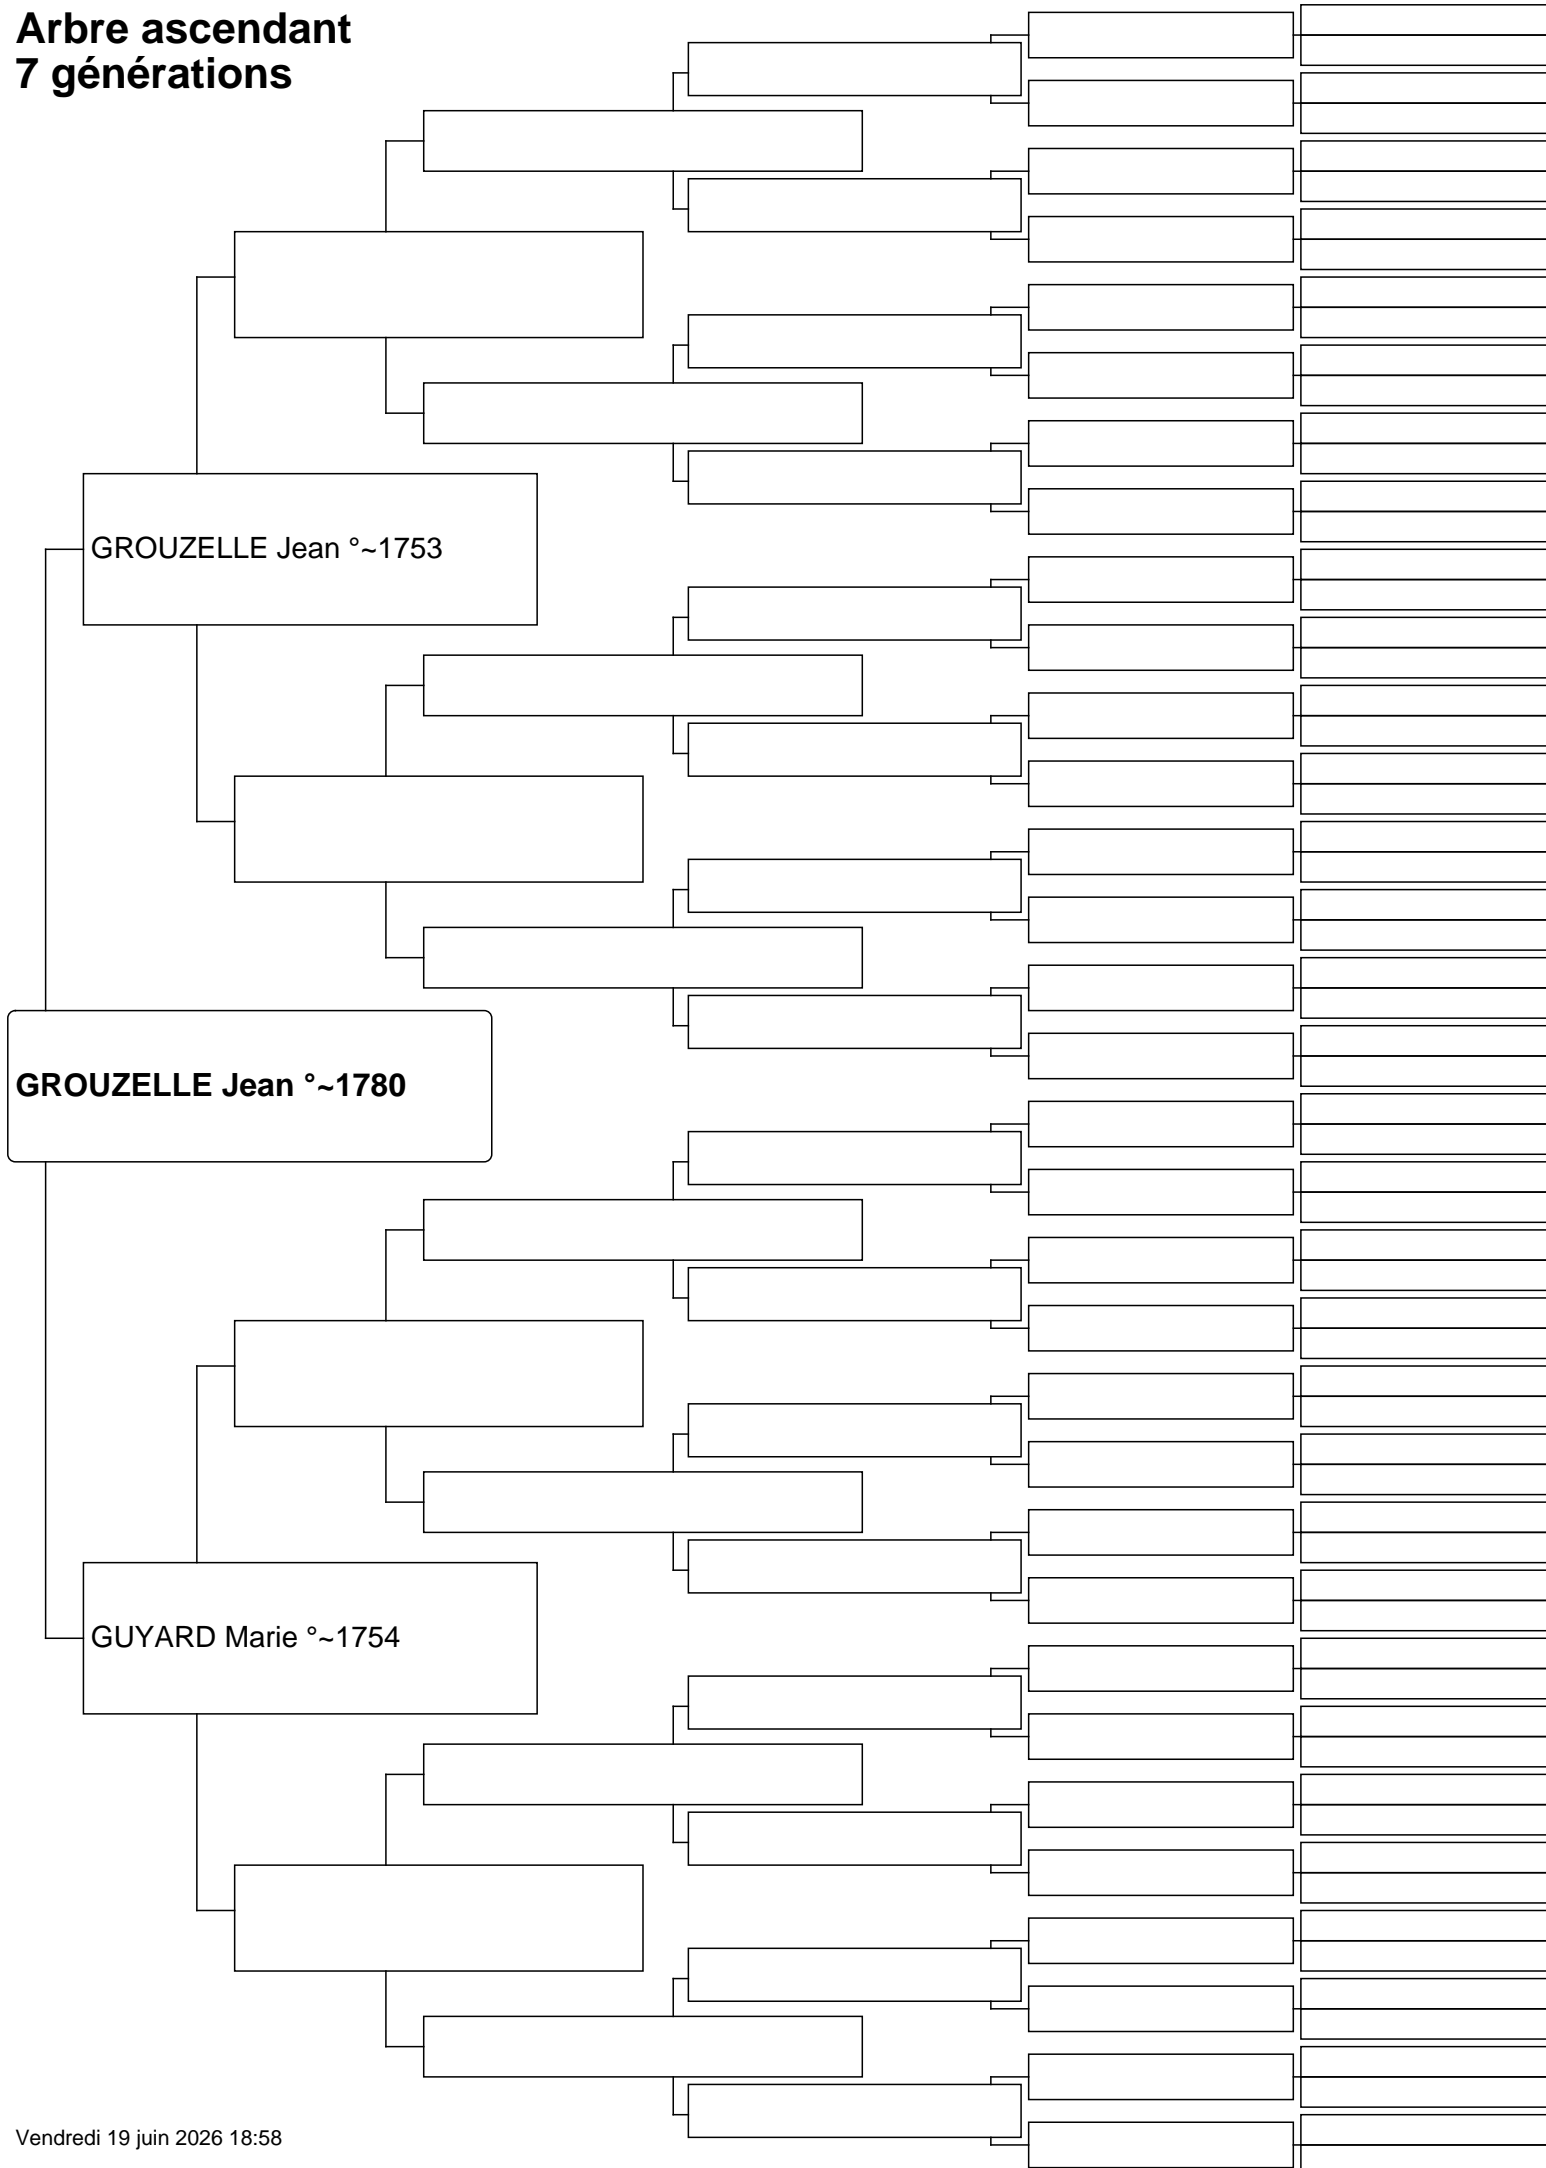 Arbre ascendant
7 générations
GROUZELLE Jean °~1753
GROUZELLE Jean °~1780
GUYARD Marie °~1754
Vendredi 19 juin 2026 18:58